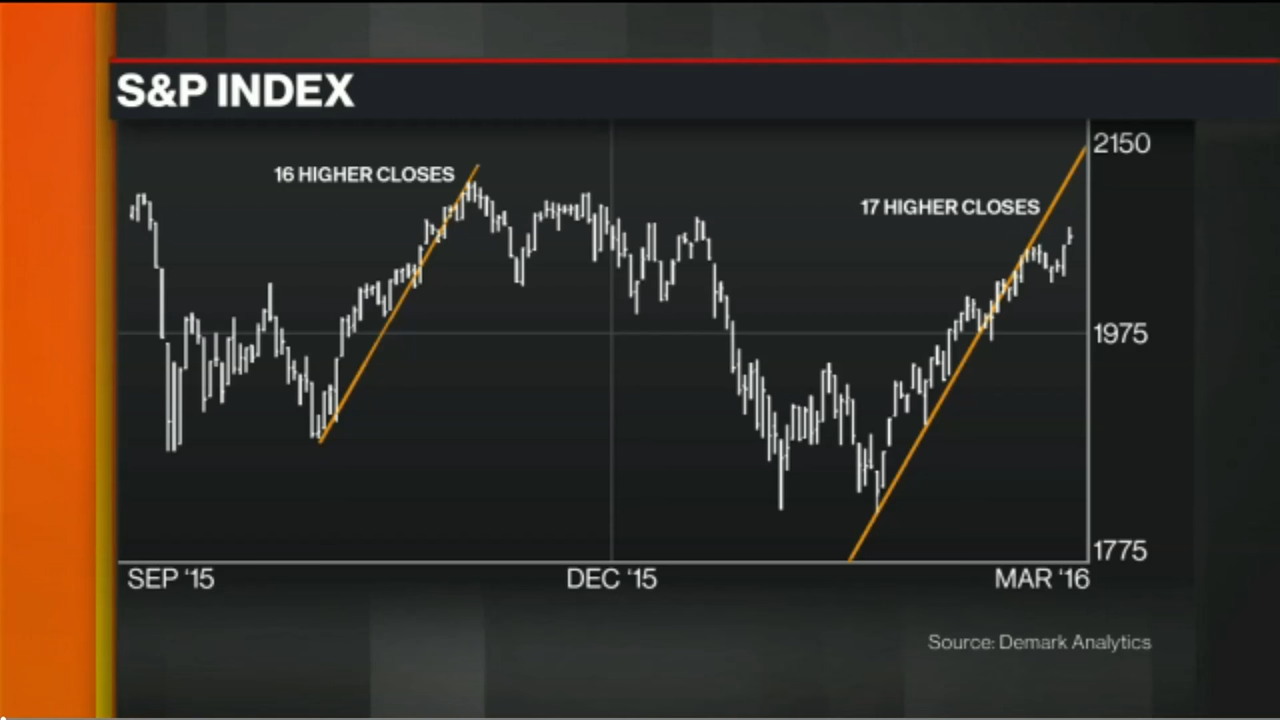 S&P INDEX
2150
16 HIGHER CLOSES
17 HIGHER CLOSES
1975
1775
SEP ‘15
DEC ‘15
MAR ‘16
Source: Demark Analytics